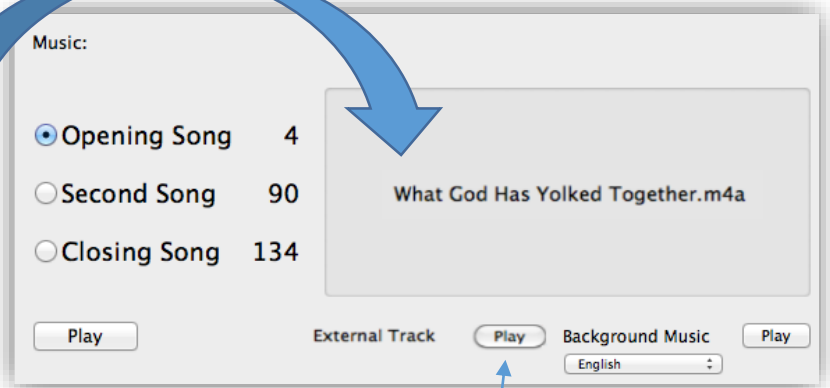 Music:
Opening Song 4
Second Song 90
Closing Song 134
What God Has Yolked Together.m4a
Play
External Track
Play
Background Music
Play
English